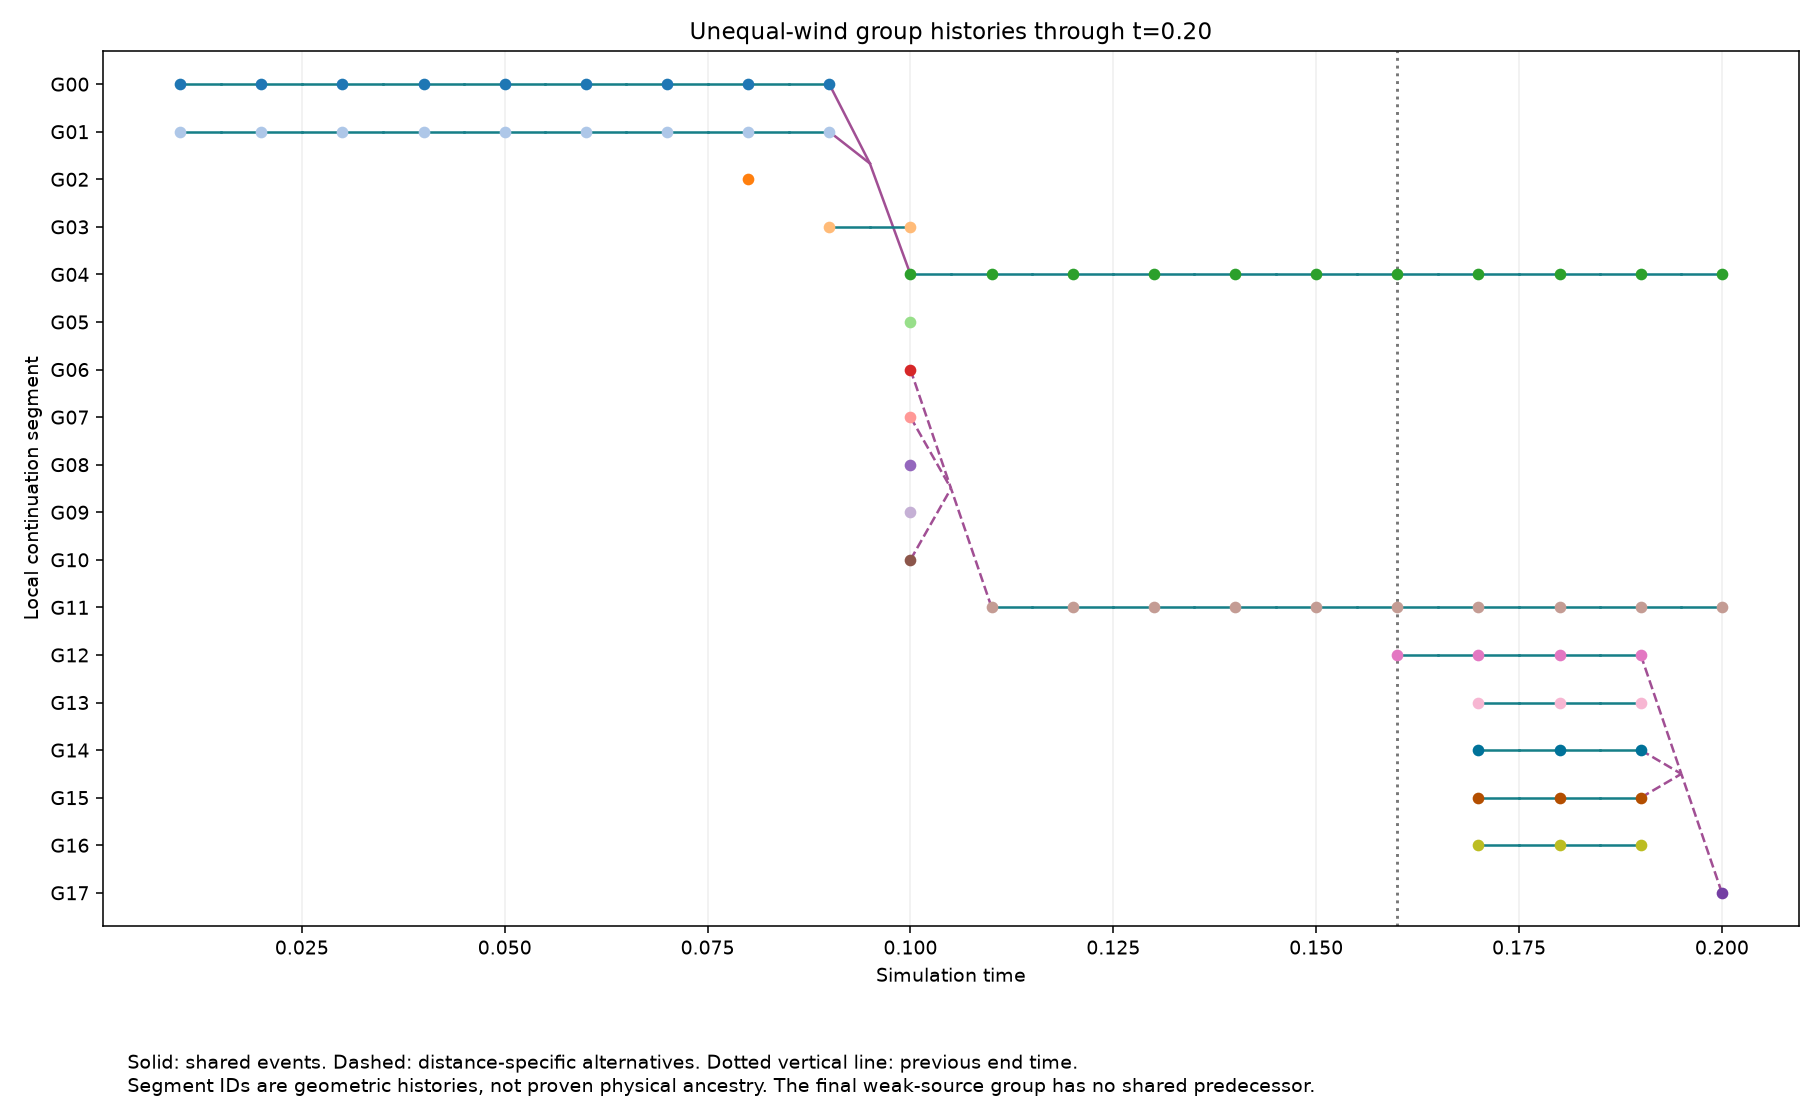 Unequal-wind group histories through t=0.20
G00
G01
G02
G03
G04
G05
G06
G07
G08
G09
G10
G11
G12
G13
G14
G15
G16
G17
Local continuation segment
0.025 0.050 0.075 0.100 0.125 0.150 0.175 0.200
Simulation time
Solid: shared events. Dashed: distance-specific alternatives. Dotted vertical line: previous end time.
Segment IDs are geometric histories, not proven physical ancestry. The final weak-source group has no shared predecessor.